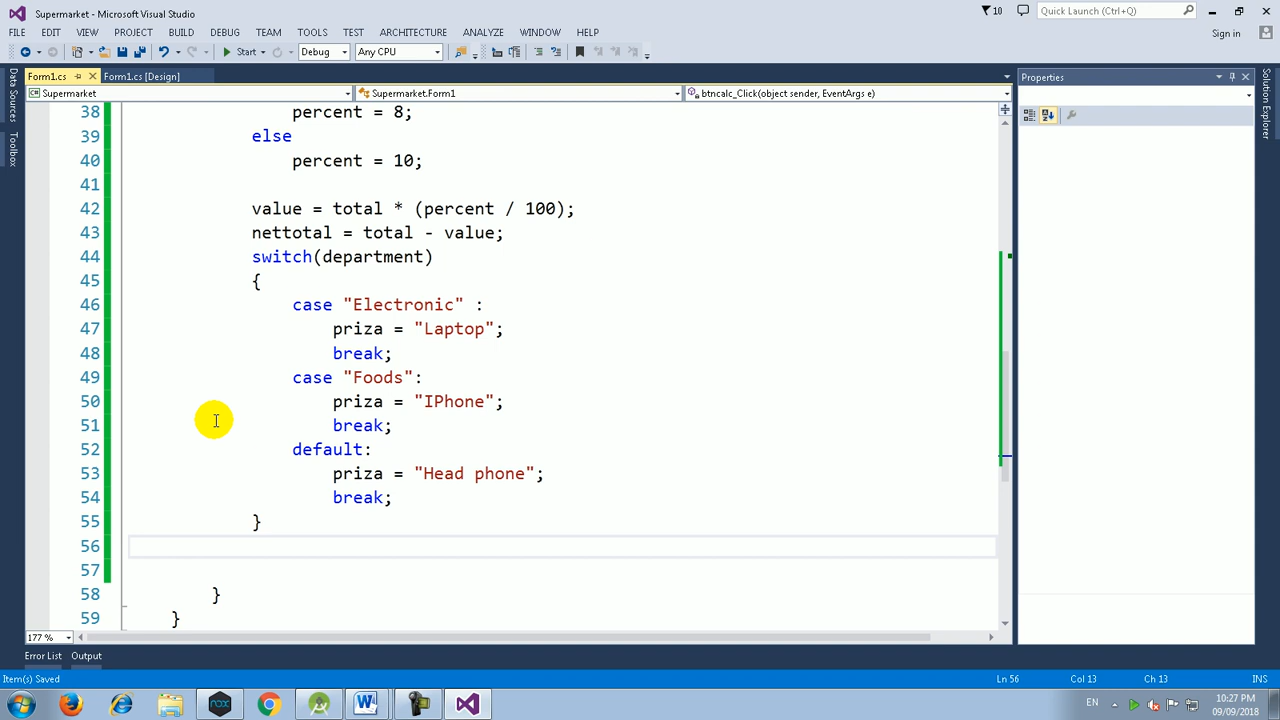 Supermarket - Microsoft Visual Studio
10
Quick Launch (Ctrl+Q)
FILE EDIT VIEW PROJECT BUILD DEBUG TEAM TOOLS TEST ARCHITECTURE ANALYZE WINDOW HELP
Sign in
Start
Debug
Any CPU
Form1.cs
Form1.cs [Design]
Properties
Supermarket
Supermarket.Form1
btncalc_Click(object sender, EventArgs e)
Data Sources
Toolbox
Solution Explorer
38 percent = 8;
39 else
40 percent = 10;
41
42 value = total * (percent / 100);
43 nettotal = total - value;
44 switch(department)
45 {
46 case "Electronic" :
47 priza = "Laptop";
48 break;
49 case "Foods":
50 priza = "IPhone";
51 break;
52 default:
53 priza = "Head phone";
54 break;
55 }
56
57
58 }
59 }
177 %
Error List Output
Item(s) Saved
Ln 56 Col 13 Ch 13 INS
nox
EN
10:27 PM
09/09/2018